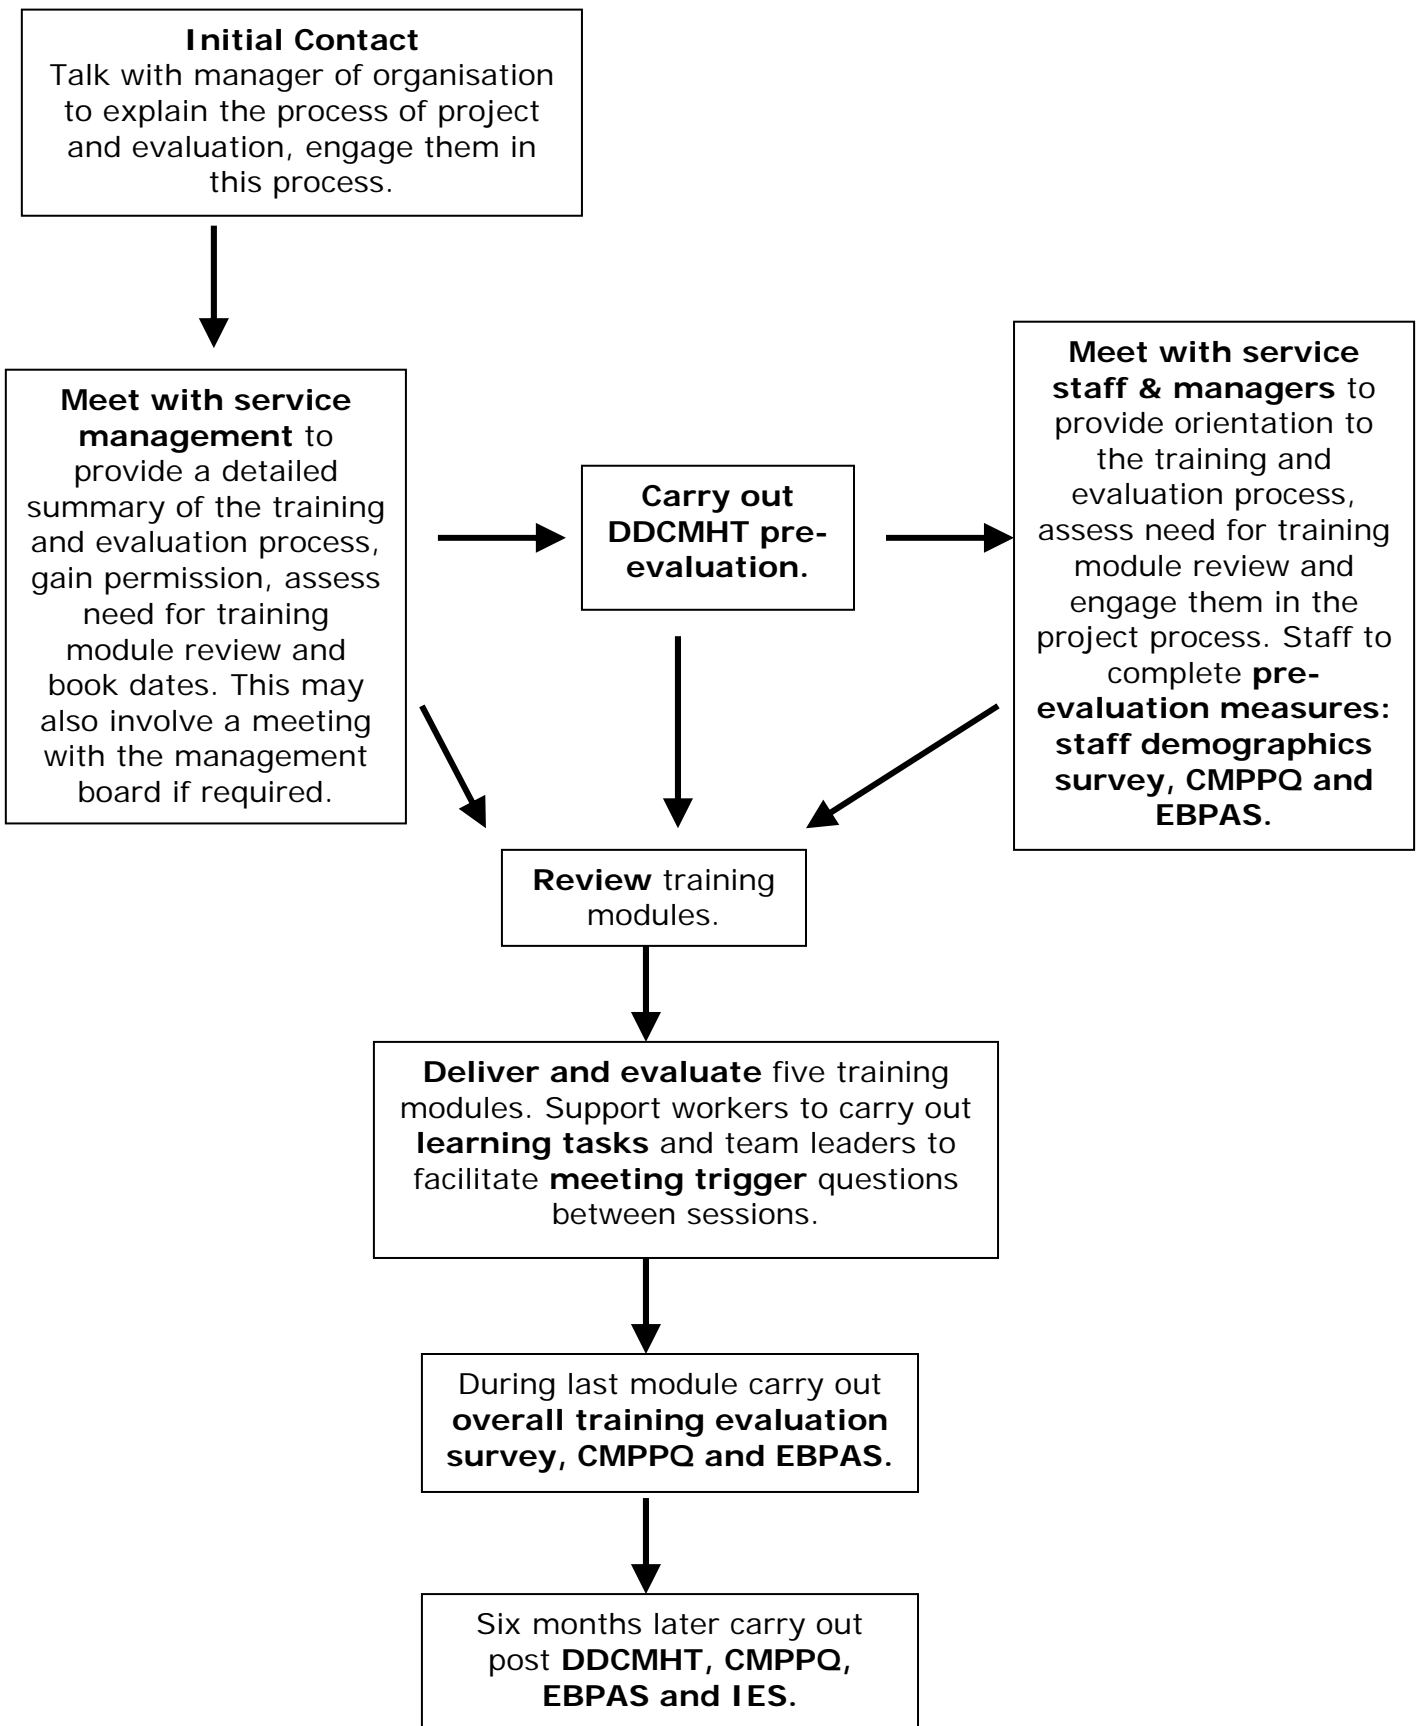 Initial Contact
Talk with manager of organisation
to explain the process of project
and evaluation, engage them in
this process.
Meet with service
management to
provide a detailed
summary of the training
and evaluation process,
gain permission, assess
need for training
module review and
book dates. This may
also involve a meeting
with the management
board if required.
Carry out
DDCMHT pre-
evaluation.
Meet with service
staff & managers to
provide orientation to
the training and
evaluation process,
assess need for training
module review and
engage them in the
project process. Staff to
complete pre-
evaluation measures:
staff demographics
survey, CMPPQ and
EBPAS.
Review training
modules.
Deliver and evaluate five training
modules. Support workers to carry out
learning tasks and team leaders to
facilitate meeting trigger questions
between sessions.
During last module carry out
overall training evaluation
survey, CMPPQ and EBPAS.
Six months later carry out
post DDCMHT, CMPPQ,
EBPAS and IES.